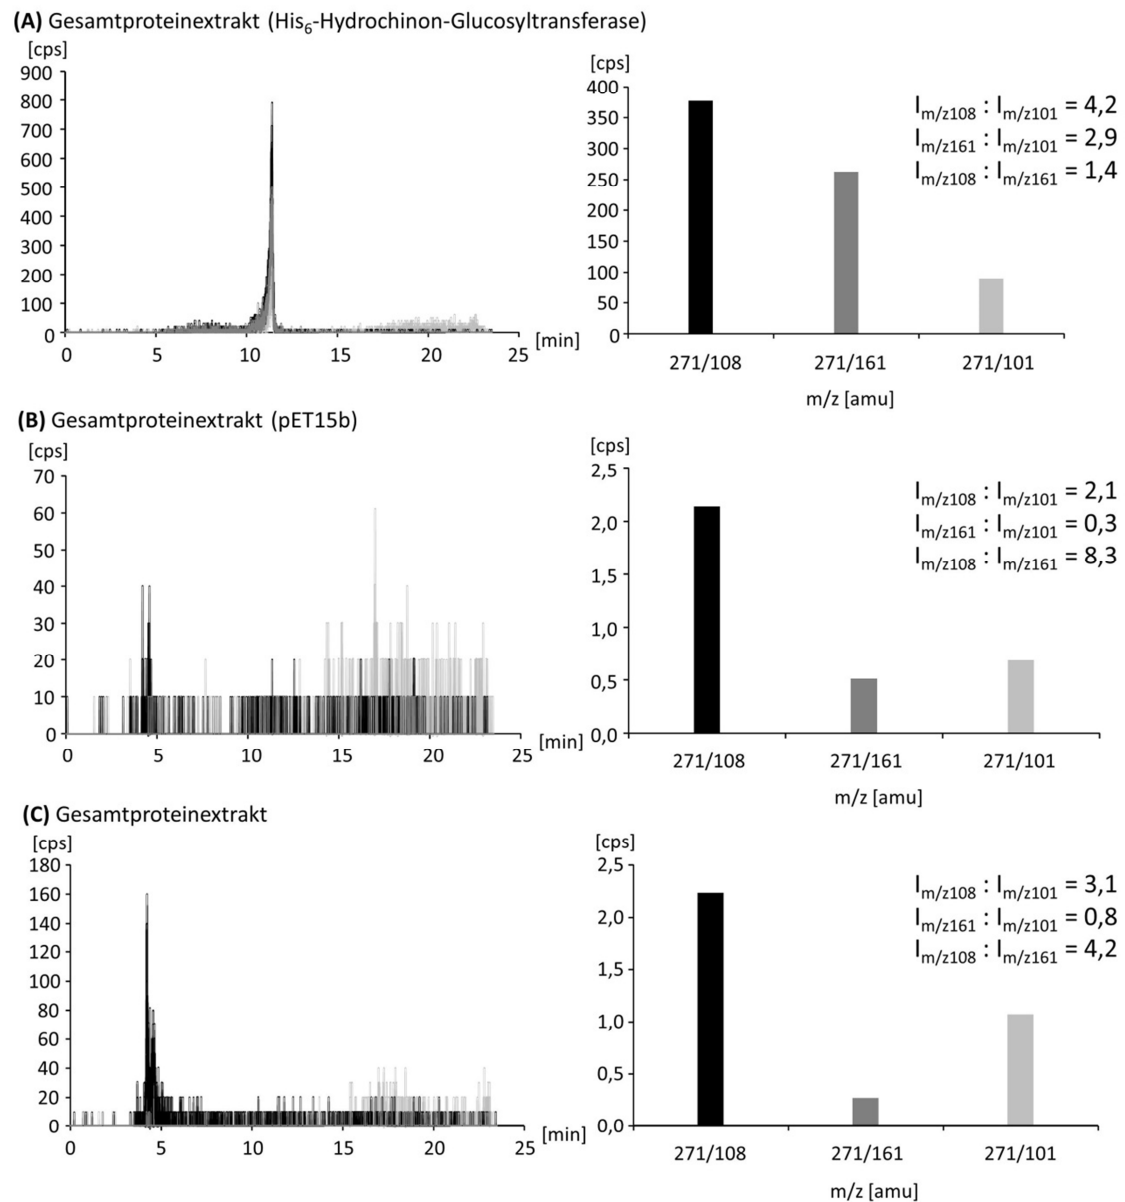 (A) Gesamtproteinextrakt (His6-Hydrochinon-Glucosyltransferase)
[cps]
900
800
700
600
500
400
300
200
100
0
0 5 10 15 20 25 [min]
[cps]
400
350
300
250
200
150
100
50
0
271/108 271/161 271/101
m/z [amu]
Im/z108 : Im/z101 = 4,2
Im/z161 : Im/z101 = 2,9
Im/z108 : Im/z161 = 1,4
(B) Gesamtproteinextrakt (pET15b)
[cps]
70
60
50
40
30
20
10
0
0 5 10 15 20 25 [min]
[cps]
2,5
2,0
1,5
1,0
0,5
0,0
271/108 271/161 271/101
m/z [amu]
Im/z108 : Im/z101 = 2,1
Im/z161 : Im/z101 = 0,3
Im/z108 : Im/z161 = 8,3
(C) Gesamtproteinextrakt
[cps]
180
160
140
120
100
80
60
40
20
0
0 5 10 15 20 25 [min]
[cps]
2,5
2,0
1,5
1,0
0,5
0,0
271/108 271/161 271/101
m/z [amu]
Im/z108 : Im/z101 = 3,1
Im/z161 : Im/z101 = 0,8
Im/z108 : Im/z161 = 4,2